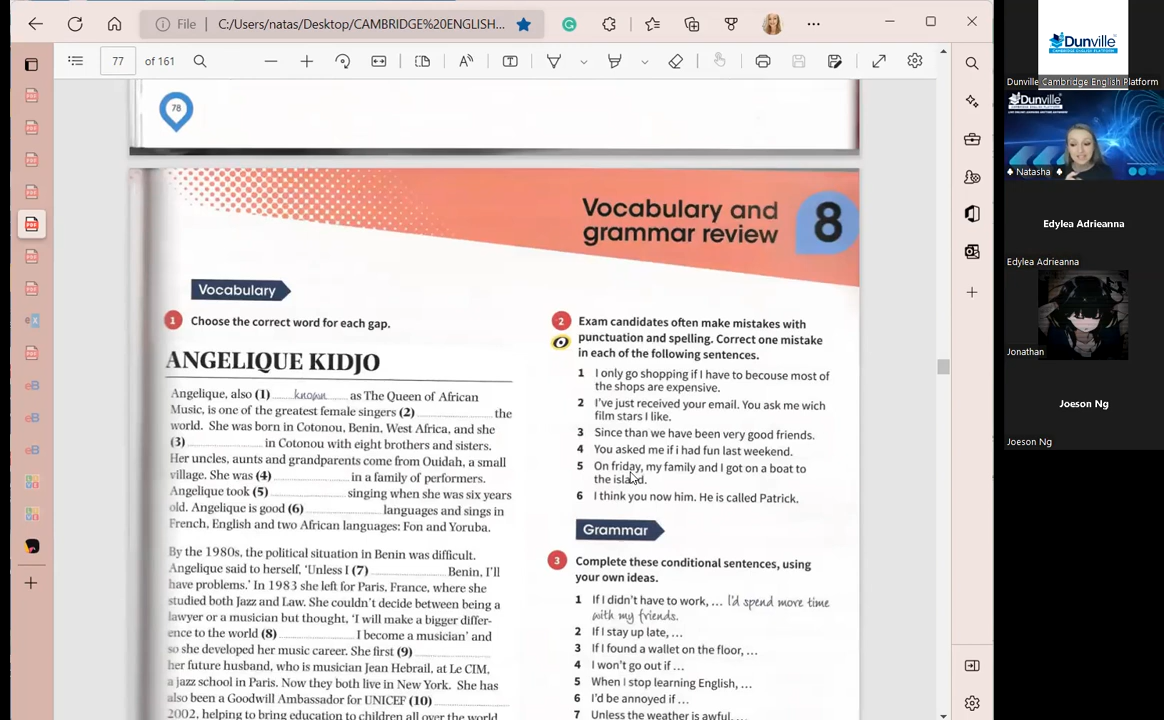 File
C:/Users/natas/Desktop/CAMBRIDGE%20ENGLISH...
77
of 161
78
Vocabulary and
grammar review
8
Vocabulary
1 Choose the correct word for each gap.
ANGELIQUE KIDJO
Angelique, also (1) known as The Queen of African
Music, is one of the greatest female singers (2) the
world. She was born in Cotonou, Benin, West Africa, and she
(3) in Cotonou with eight brothers and sisters.
Her uncles, aunts and grandparents come from Ouidah, a small
village. She was (4) in a family of performers.
Angelique took (5) singing when she was six years
old. Angelique is good (6) languages and sings in
French, English and two African languages: Fon and Yoruba.
By the 1980s, the political situation in Benin was difficult.
Angelique said to herself, 'Unless I (7) Benin, I'll
have problems.' In 1983 she left for Paris, France, where she
studied both Jazz and Law. She couldn't decide between being a
lawyer or a musician but thought, 'I will make a bigger differ-
ence to the world (8) I become a musician' and
so she developed her music career. She first (9)
her future husband, who is musician Jean Hebrail, at Le CIM,
a jazz school in Paris. Now they both live in New York. She has
also been a Goodwill Ambassador for UNICEF (10)
2002, helping to bring education to children all over the world
2 Exam candidates often make mistakes with
punctuation and spelling. Correct one mistake
in each of the following sentences.
1 I only go shopping if I have to becouse most of
the shops are expensive.
2 I've just received your email. You ask me wich
film stars I like.
3 Since than we have been very good friends.
4 You asked me if i had fun last weekend.
5 On friday, my family and I got on a boat to
the island.
6 I think you now him. He is called Patrick.
Grammar
3 Complete these conditional sentences, using
your own ideas.
1 If I didn't have to work, ... I'd spend more time
with my friends.
2 If I stay up late, ...
3 If I found a wallet on the floor, ...
4 I won't go out if ...
5 When I stop learning English, ...
6 I'd be annoyed if ...
7 Unless the weather is awful, ...
Dunville
Dunville Cambridge English Platform
Dunville
Natasha
Edylea Adrieanna
Edylea Adrieanna
Jonathan
Joeson Ng
Joeson Ng